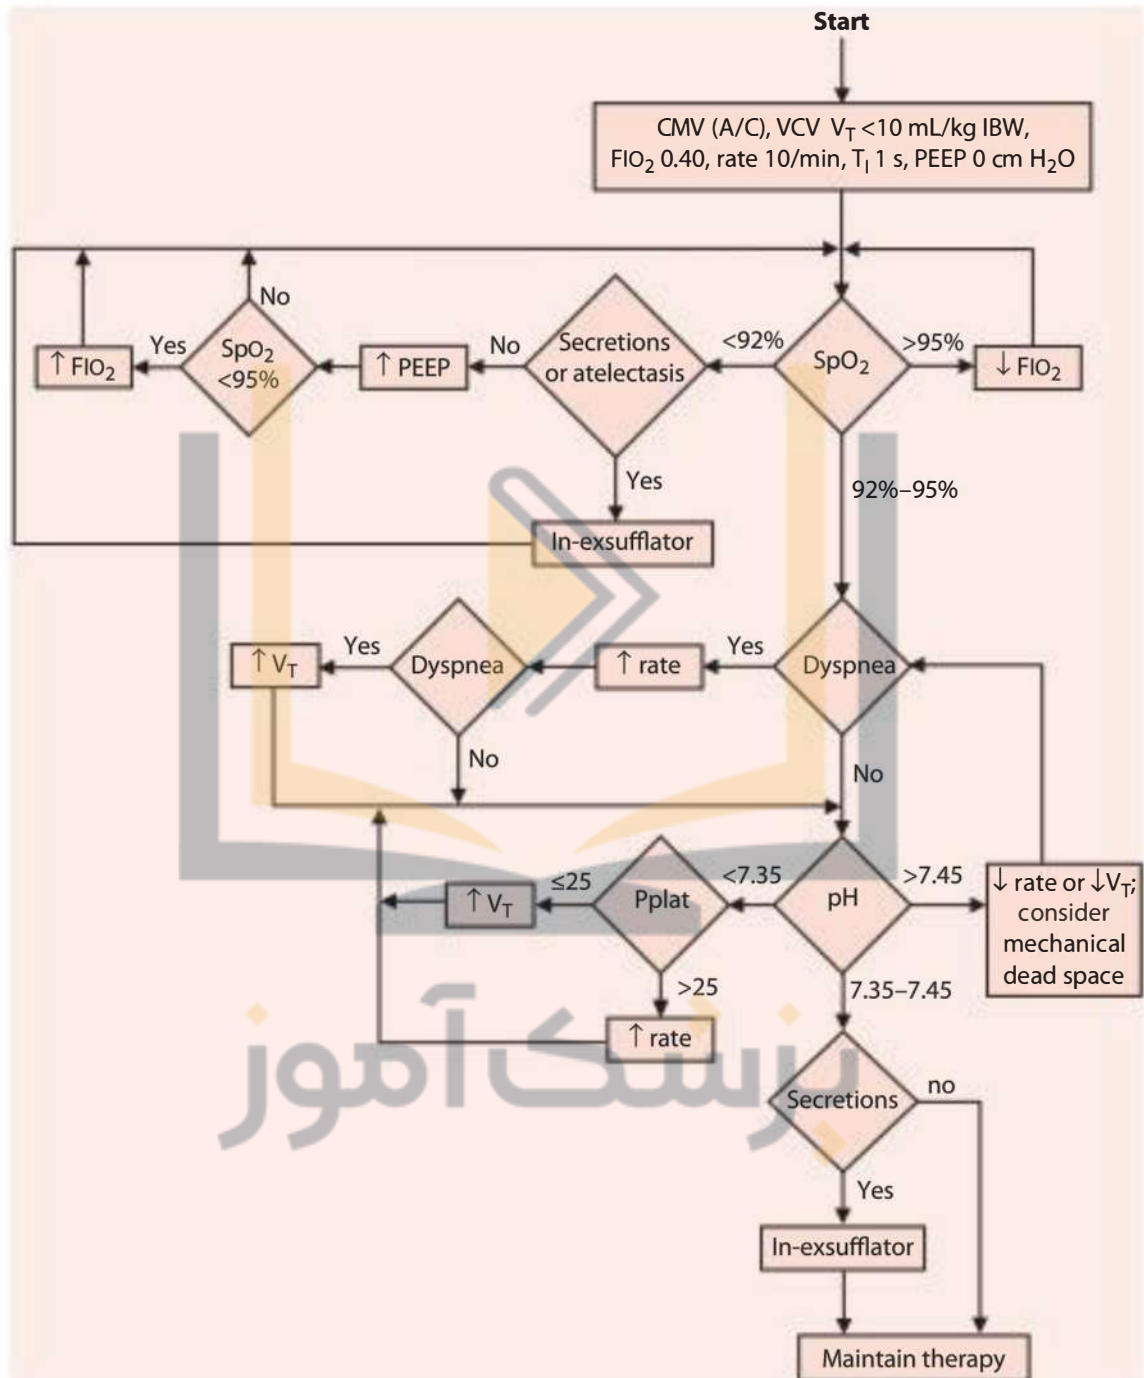 Start
CMV (A/C), VCV V_T <10 mL/kg IBW,
FIO₂ 0.40, rate 10/min, T_I 1 s, PEEP 0 cm H₂O
No
Yes
SpO₂
<95%
↑ FIO₂
↑ PEEP
No
Secretions
or atelectasis
<92%
SpO₂
>95%
↓ FIO₂
Yes
92%–95%
In-exsufflator
↑ V_T
Yes
Dyspnea
↑ rate
Yes
Dyspnea
No
No
≤25
↑ V_T
Pplat
<7.35
pH
>7.45
↓ rate or ↓V_T;
consider
mechanical
dead space
>25
7.35–7.45
↑ rate
پزشک‌آموز
Secretions
no
Yes
In-exsufflator
Maintain therapy